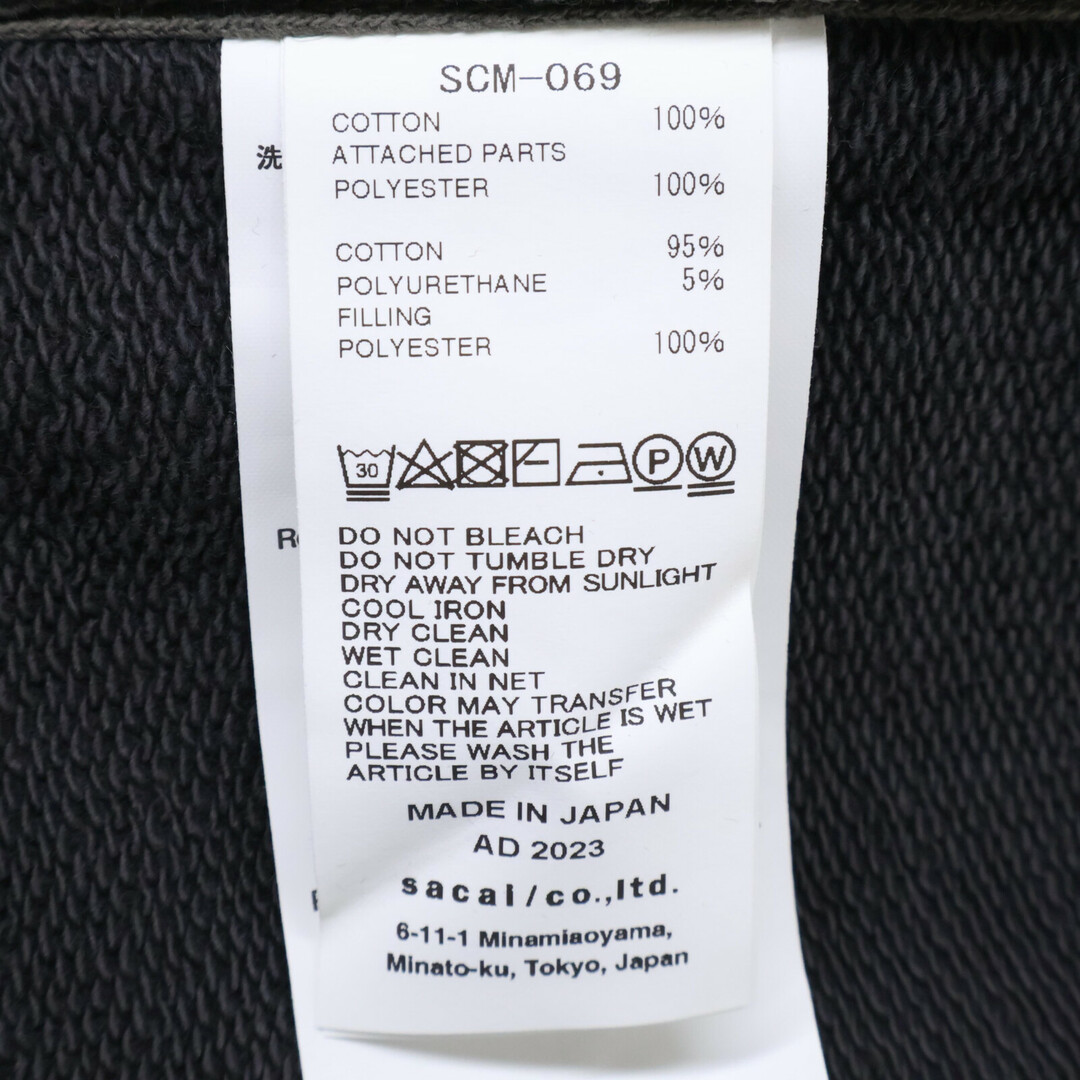 SCM-069
COTTON 100%
ATTACHED PARTS
POLYESTER 100%
COTTON 95%
POLYURETHANE 5%
FILLING
POLYESTER 100%
洗
30 P W
DO NOT BLEACH
DO NOT TUMBLE DRY
DRY AWAY FROM SUNLIGHT
COOL IRON
DRY CLEAN
WET CLEAN
CLEAN IN NET
COLOR MAY TRANSFER
WHEN THE ARTICLE IS WET
PLEASE WASH THE
ARTICLE BY ITSELF
MADE IN JAPAN
AD 2023
sacai/co.,ltd.
6-11-1 Minamiaoyama,
Minato-ku, Tokyo, Japan